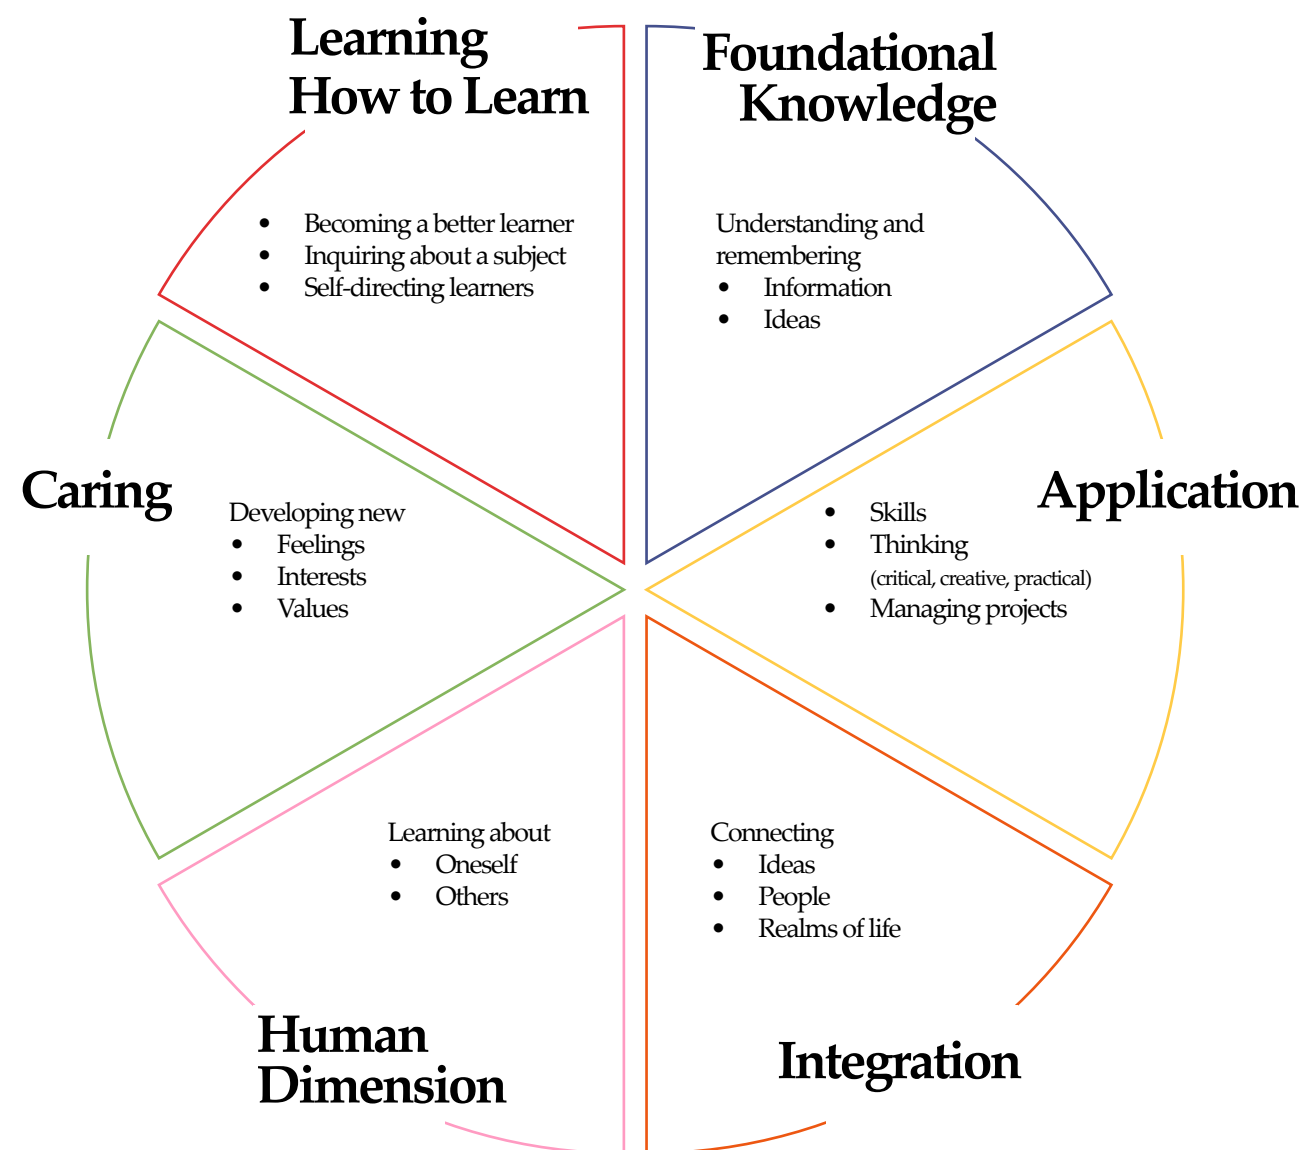 Learning
How to Learn
• Becoming a better learner
• Inquiring about a subject
• Self-directing learners
Foundational
Knowledge
Understanding and
remembering
• Information
• Ideas
Caring
Developing new
• Feelings
• Interests
• Values
Application
• Skills
• Thinking
(critical, creative, practical)
• Managing projects
Learning about
• Oneself
• Others
Human
Dimension
Connecting
• Ideas
• People
• Realms of life
Integration